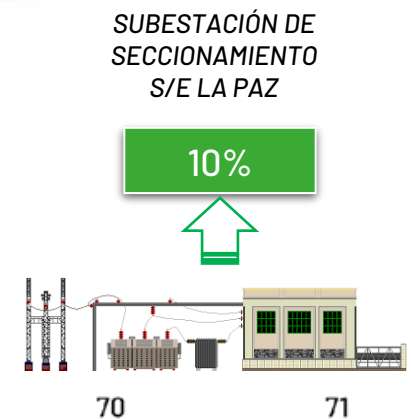 SUBESTACIÓN DE
SECCIONAMIENTO
S/E LA PAZ
10%
70 71